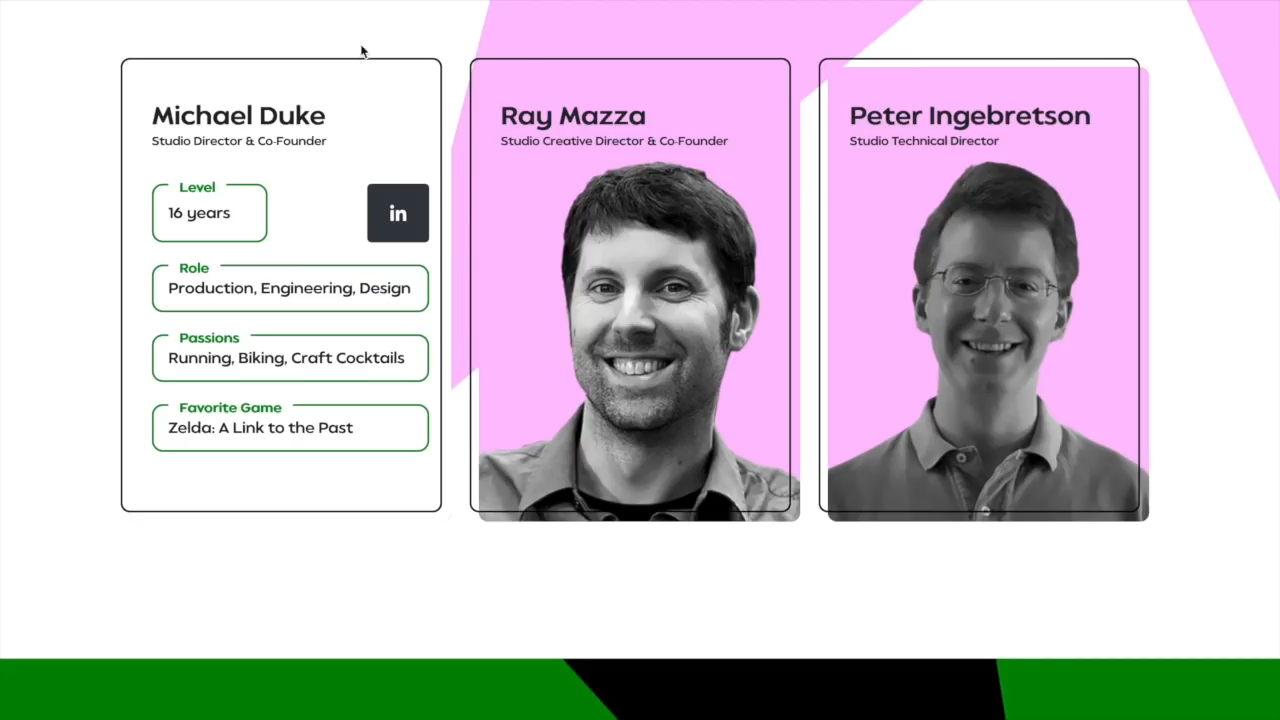 Michael Duke
Studio Director & Co-Founder
Level
16 years
in
Role
Production, Engineering, Design
Passions
Running, Biking, Craft Cocktails
Favorite Game
Zelda: A Link to the Past
Ray Mazza
Studio Creative Director & Co-Founder
Peter Ingebretson
Studio Technical Director